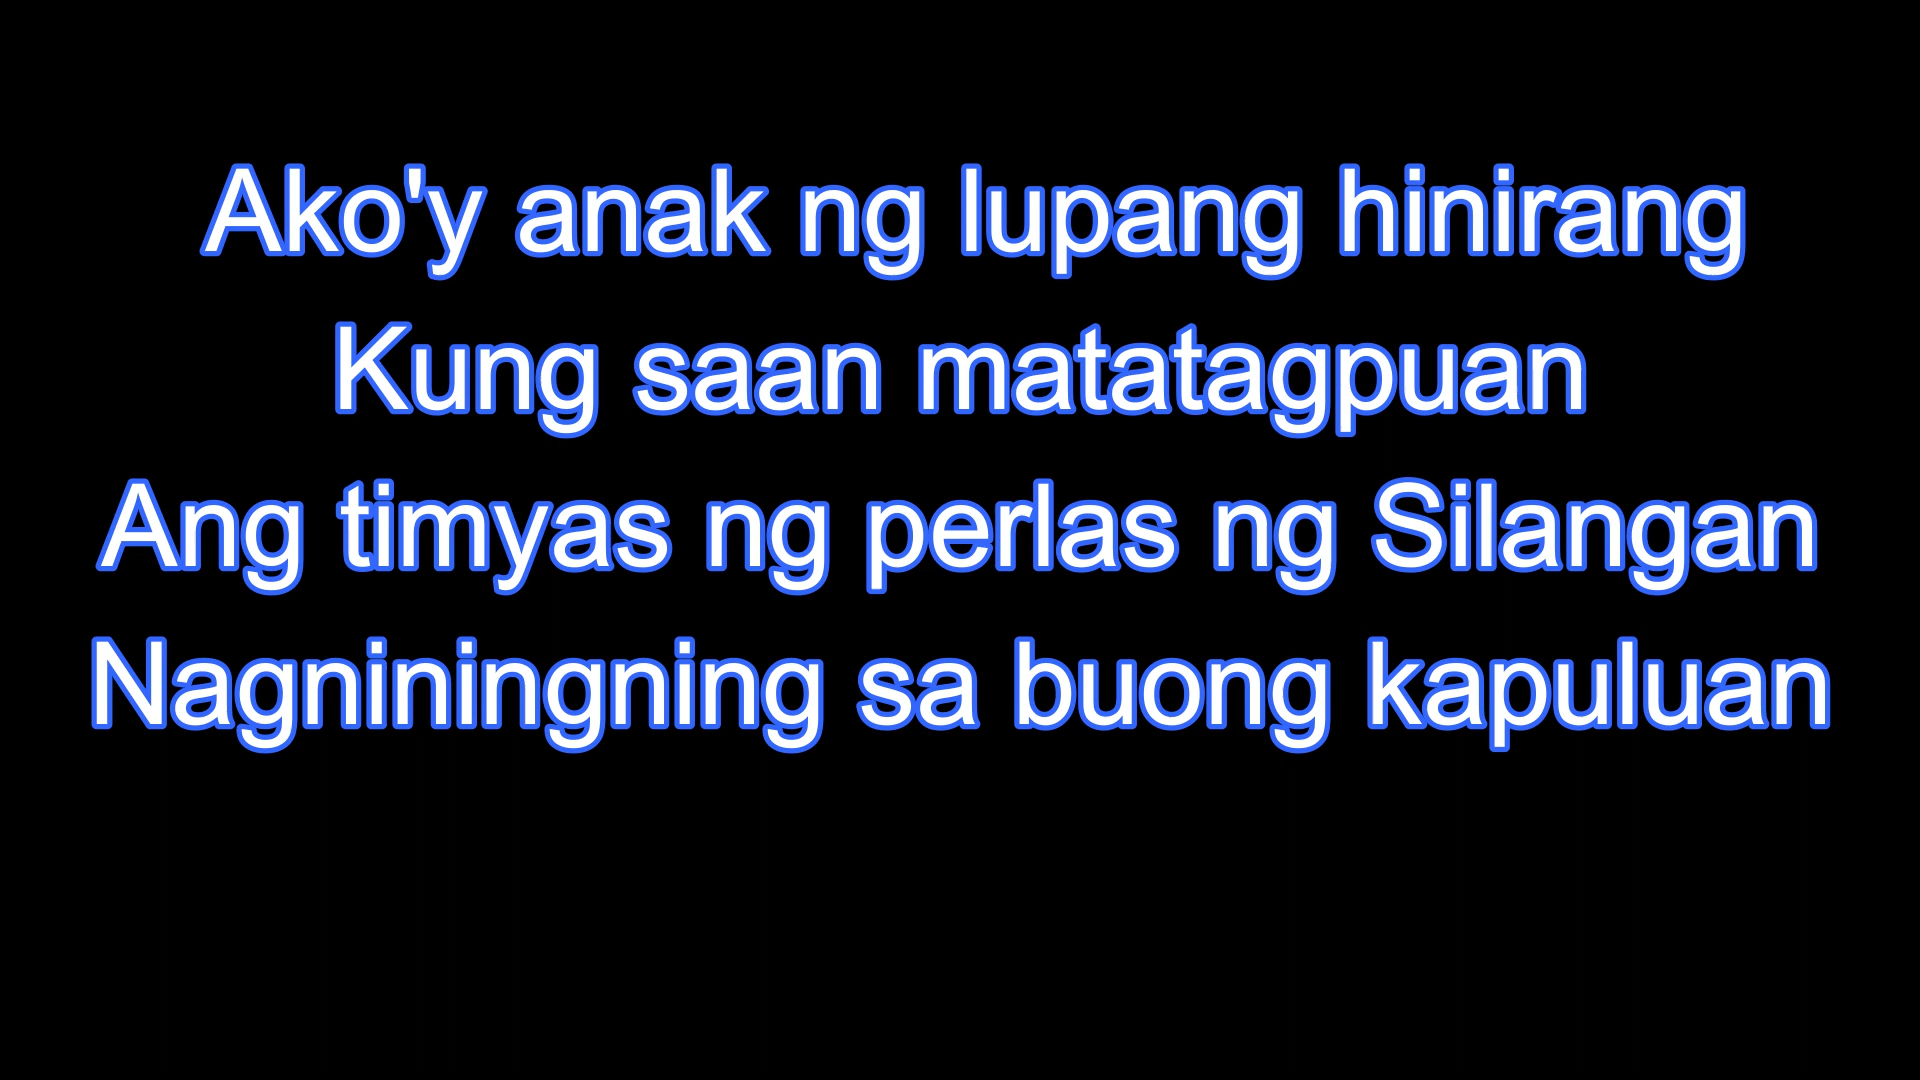 Ako'y anak ng lupang hinirang
Kung saan matatagpuan
Ang timyas ng perlas ng Silangan
Nagniningning sa buong kapuluan